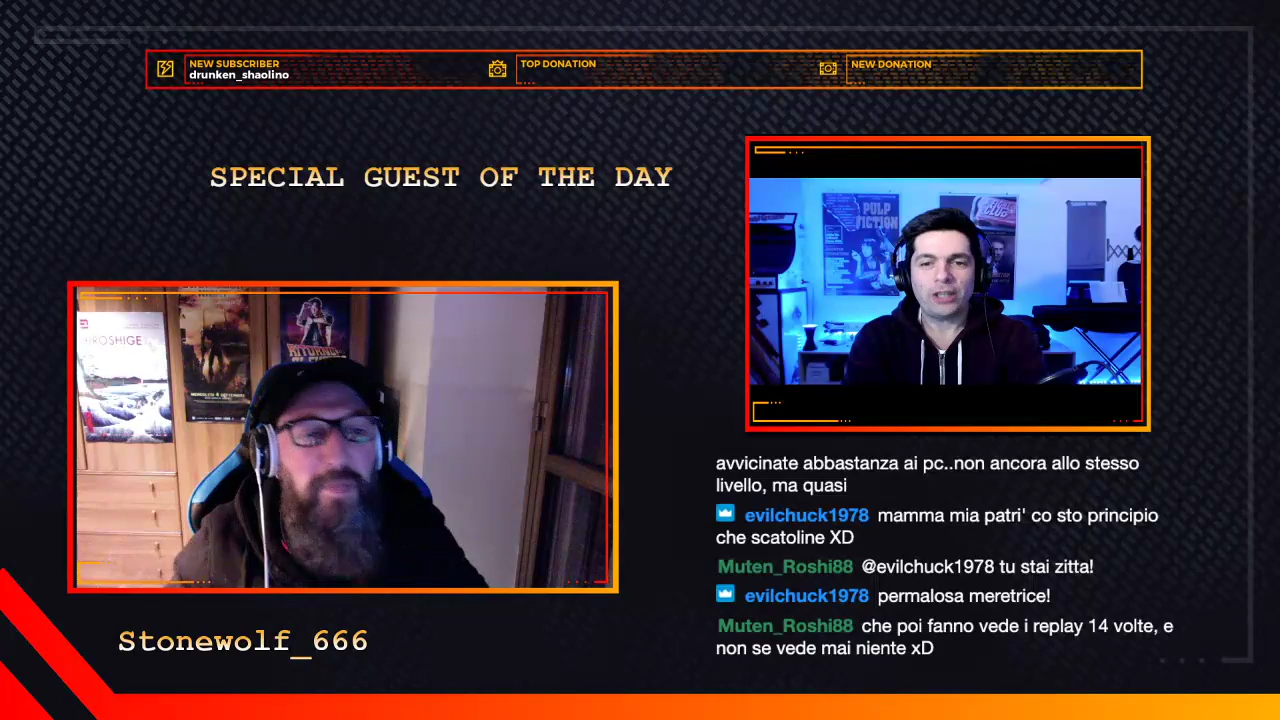 NEW SUBSCRIBER
drunken_shaolino
TOP DONATION
NEW DONATION
SPECIAL GUEST OF THE DAY
PULP
FICTION
CLUB
HIROSHIGE
RITORNO
Stonewolf_666
avvicinate abbastanza ai pc..non ancora allo stesso
livello, ma quasi
evilchuck1978 mamma mia patri' co sto principio
che scatoline XD
Muten_Roshi88 @evilchuck1978 tu stai zitta!
evilchuck1978 permalosa meretrice!
Muten_Roshi88 che poi fanno vede i replay 14 volte, e
non se vede mai niente xD